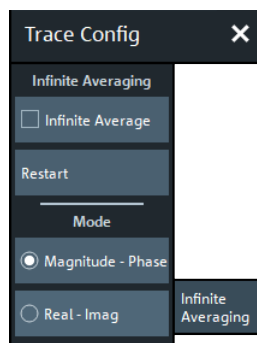 Trace Config
Infinite Averaging
Infinite Average
Restart
Mode
Magnitude - Phase
Real - Imag
Infinite
Averaging